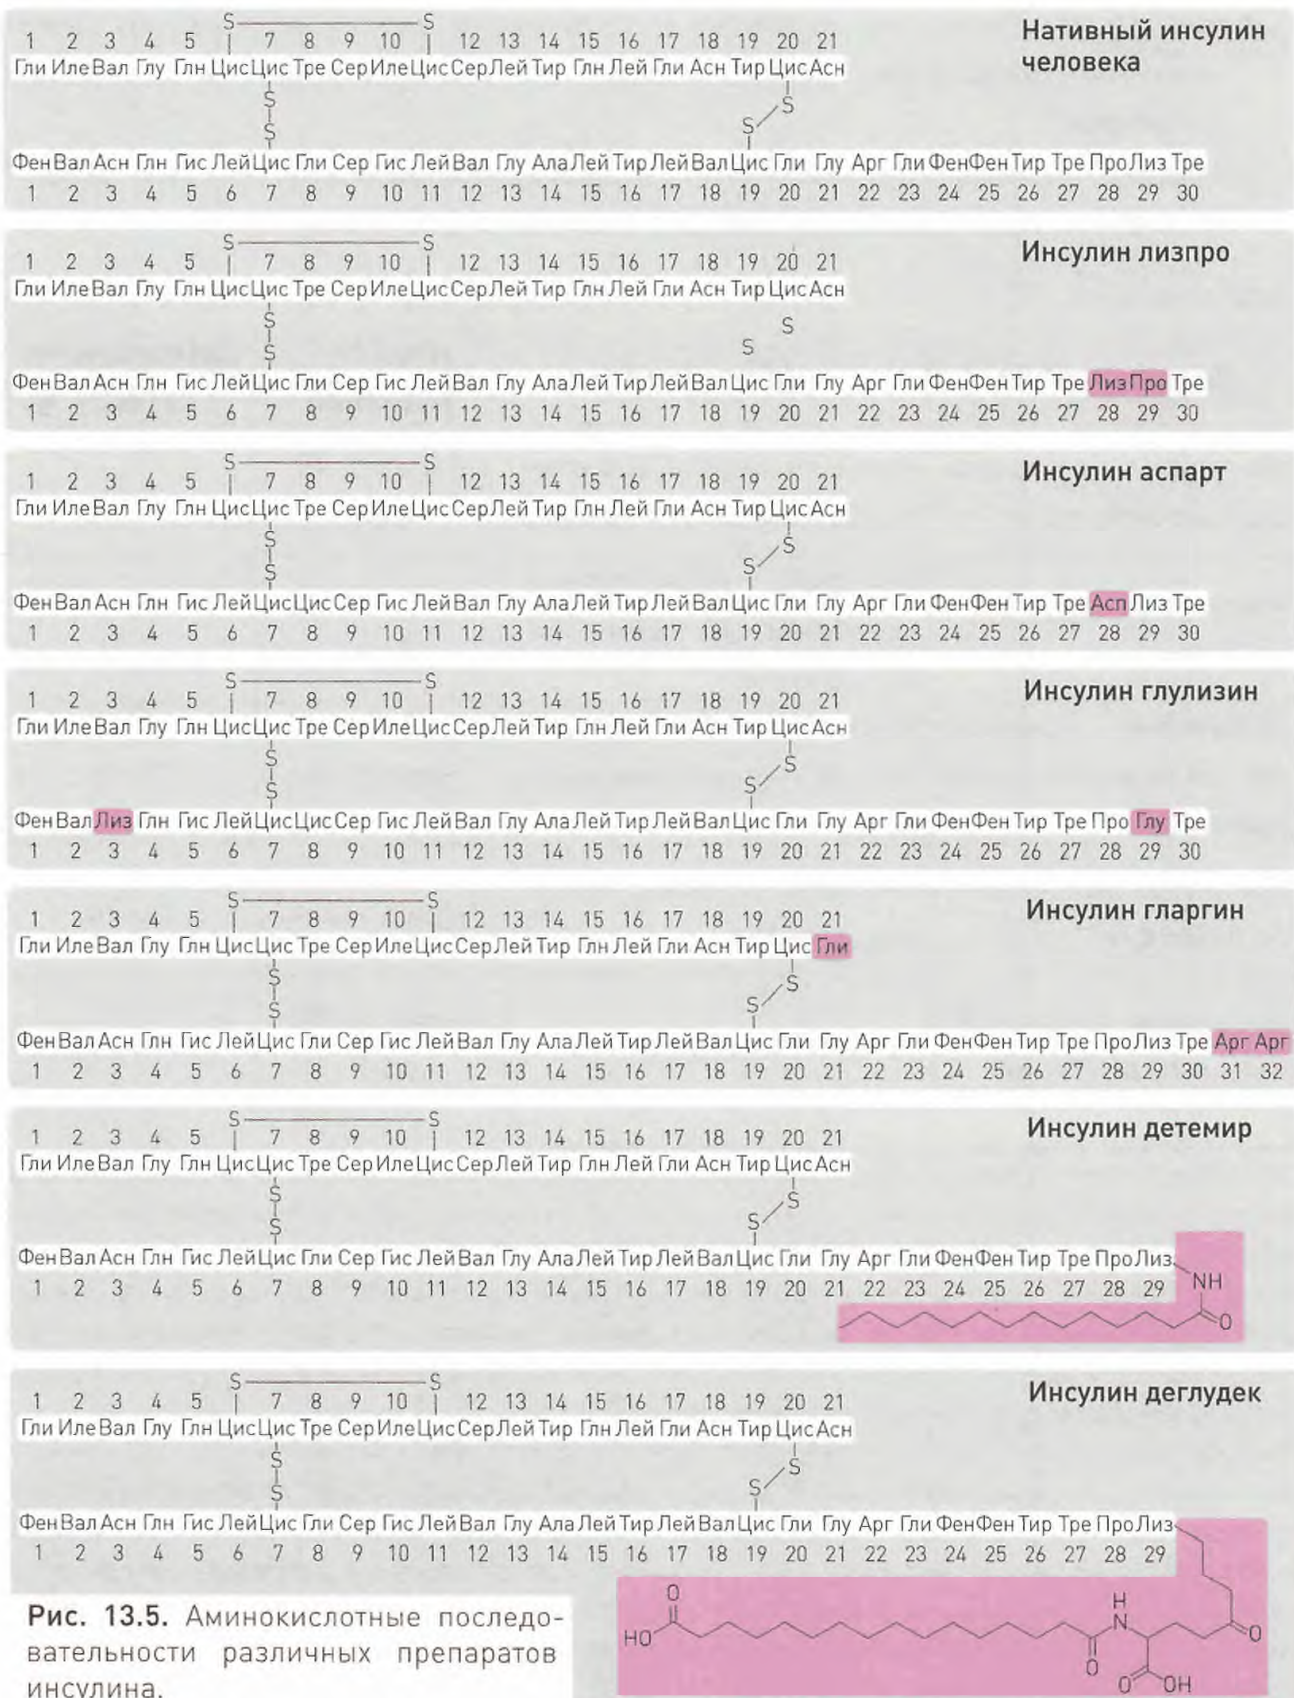 S S
Нативный инсулин
1 2 3 4 5 7 8 9 10 12 13 14 15 16 17 18 19 20 21
человека
Гли Иле Вал Глу Глн Цис Цис Тре Сер Иле Цис Сер Лей Тир Глн Лей Гли Асн Тир Цис Асн
S S
S S
Фен Вал Асн Глн Гис Лей Цис Гли Сер Гис Лей Вал Глу Ала Лей Тир Лей Вал Цис Гли Глу Арг Гли Фен Фен Тир Тре Про Лиз Тре
1 2 3 4 5 6 7 8 9 10 11 12 13 14 15 16 17 18 19 20 21 22 23 24 25 26 27 28 29 30
S S
Инсулин лизпро
1 2 3 4 5 7 8 9 10 12 13 14 15 16 17 18 19 20 21
Гли Иле Вал Глу Глн Цис Цис Тре Сер Иле Цис Сер Лей Тир Глн Лей Гли Асн Тир Цис Асн
S S
S S
Фен Вал Асн Глн Гис Лей Цис Гли Сер Гис Лей Вал Глу Ала Лей Тир Лей Вал Цис Гли Глу Арг Гли Фен Фен Тир Тре Лиз Про Тре
1 2 3 4 5 6 7 8 9 10 11 12 13 14 15 16 17 18 19 20 21 22 23 24 25 26 27 28 29 30
S S
Инсулин аспарт
1 2 3 4 5 7 8 9 10 12 13 14 15 16 17 18 19 20 21
Гли Иле Вал Глу Глн Цис Цис Тре Сер Иле Цис Сер Лей Тир Глн Лей Гли Асн Тир Цис Асн
S S
S S
Фен Вал Асн Глн Гис Лей Цис Цис Сер Гис Лей Вал Глу Ала Лей Тир Лей Вал Цис Гли Глу Арг Гли Фен Фен Тир Тре Асп Лиз Тре
1 2 3 4 5 6 7 8 9 10 11 12 13 14 15 16 17 18 19 20 21 22 23 24 25 26 27 28 29 30
S S
Инсулин глулизин
1 2 3 4 5 7 8 9 10 12 13 14 15 16 17 18 19 20 21
Гли Иле Вал Глу Глн Цис Цис Тре Сер Иле Цис Сер Лей Тир Глн Лей Гли Асн Тир Цис Асн
S S
S S
Фен Вал Лиз Глн Гис Лей Цис Цис Сер Гис Лей Вал Глу Ала Лей Тир Лей Вал Цис Гли Глу Арг Гли Фен Фен Тир Тре Про Глу Тре
1 2 3 4 5 6 7 8 9 10 11 12 13 14 15 16 17 18 19 20 21 22 23 24 25 26 27 28 29 30
S S
Инсулин гларгин
1 2 3 4 5 7 8 9 10 12 13 14 15 16 17 18 19 20 21
Гли Иле Вал Глу Глн Цис Цис Тре Сер Иле Цис Сер Лей Тир Глн Лей Гли Асн Тир Цис Гли
S S
S S
Фен Вал Асн Глн Гис Лей Цис Гли Сер Гис Лей Вал Глу Ала Лей Тир Лей Вал Цис Гли Глу Арг Гли Фен Фен Тир Тре Про Лиз Тре Арг Арг
1 2 3 4 5 6 7 8 9 10 11 12 13 14 15 16 17 18 19 20 21 22 23 24 25 26 27 28 29 30 31 32
S S
Инсулин детемир
1 2 3 4 5 7 8 9 10 12 13 14 15 16 17 18 19 20 21
Гли Иле Вал Глу Глн Цис Цис Тре Сер Иле Цис Сер Лей Тир Глн Лей Гли Асн Тир Цис Асн
S S
S S
Фен Вал Асн Глн Гис Лей Цис Гли Сер Гис Лей Вал Глу Ала Лей Тир Лей Вал Цис Гли Глу Арг Гли Фен Фен Тир Тре Про Лиз
1 2 3 4 5 6 7 8 9 10 11 12 13 14 15 16 17 18 19 20 21 22 23 24 25 26 27 28 29 NH
O
S S
Инсулин деглудек
1 2 3 4 5 7 8 9 10 12 13 14 15 16 17 18 19 20 21
Гли Иле Вал Глу Глн Цис Цис Тре Сер Иле Цис Сер Лей Тир Глн Лей Гли Асн Тир Цис Асн
S S
S S
Фен Вал Асн Глн Гис Лей Цис Гли Сер Гис Лей Вал Глу Ала Лей Тир Лей Вал Цис Гли Глу Арг Гли Фен Фен Тир Тре Про Лиз
1 2 3 4 5 6 7 8 9 10 11 12 13 14 15 16 17 18 19 20 21 22 23 24 25 26 27 28 29
O H
HO N O
O
O OH
Рис. 13.5. Аминокислотные последо-
вательности различных препаратов
инсулина.